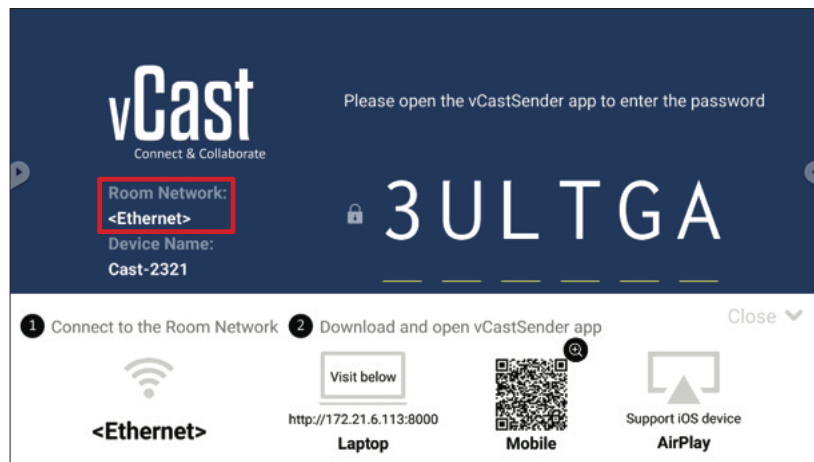 vCast
Connect & Collaborate
Please open the vCastSender app to enter the password
Room Network:
<Ethernet>
Device Name:
Cast-2321
3ULTGA
1 Connect to the Room Network
2 Download and open vCastSender app
Close
<Ethernet>
Visit below
http://172.21.6.113:8000
Laptop
Mobile
Support iOS device
AirPlay